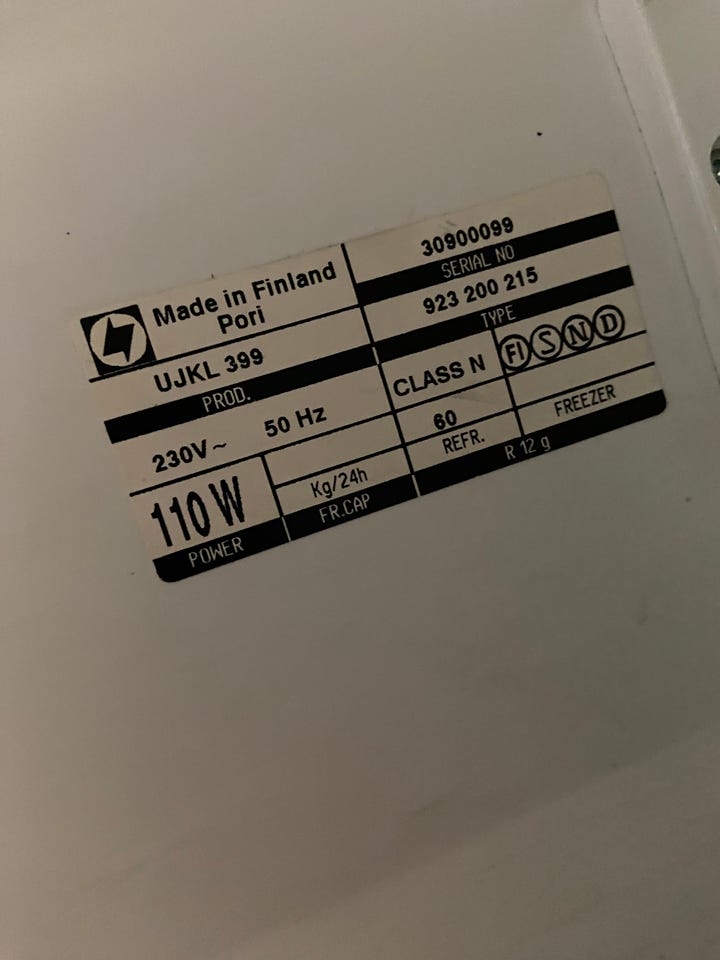 Made in Finland
Pori
30900099
SERIAL NO
UJKL 399
PROD.
923 200 215
TYPE
230V~ 50 Hz
CLASS N
FI S N D
110 W
POWER
Kg/24h
FR.CAP
60
REFR.
FREEZER
R 12 g